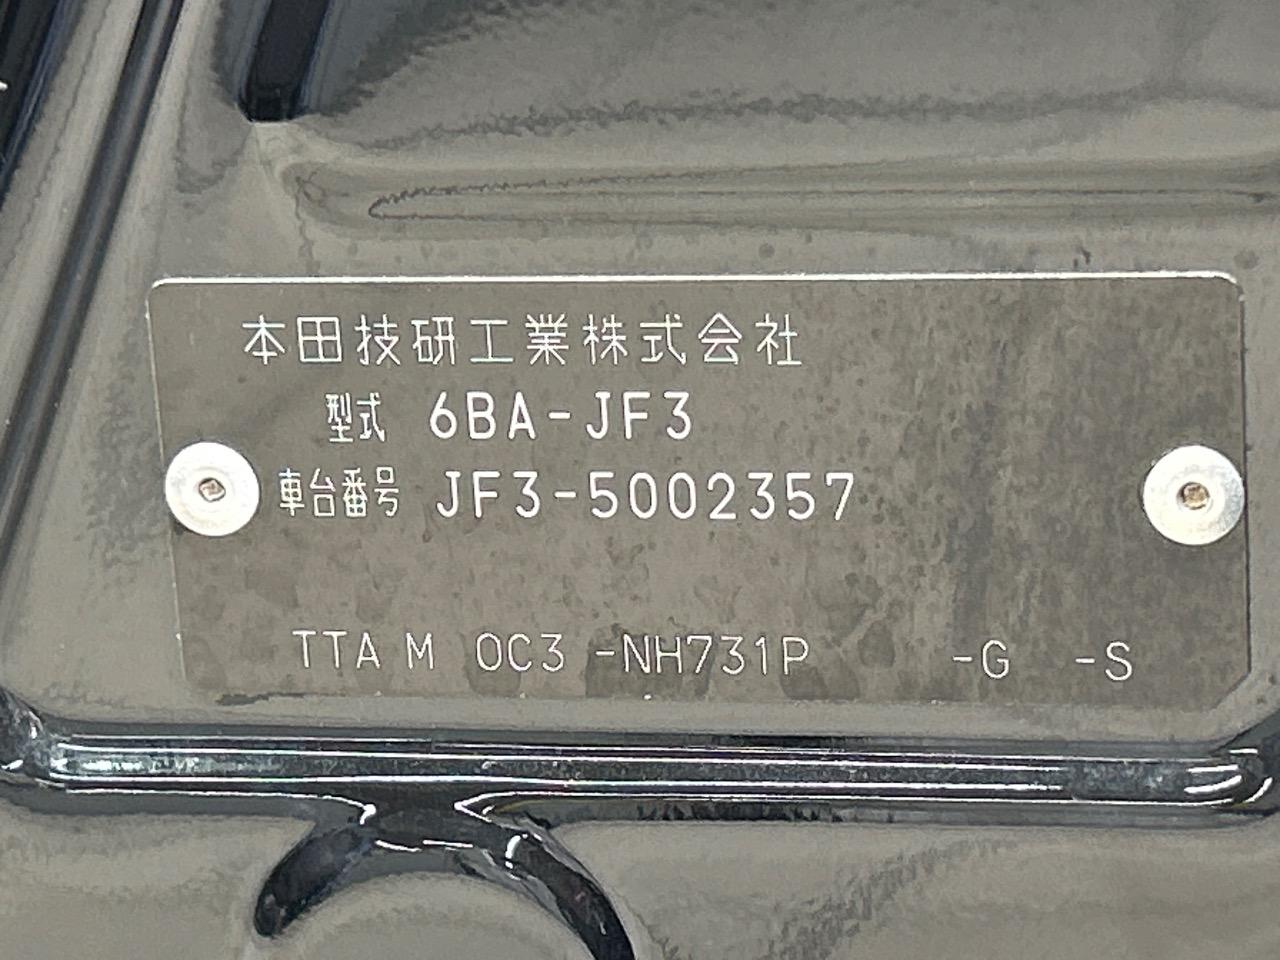 本田技研工業株式会社
型式 6BA-JF3
車台番号 JF3-5002357
TTA M 0C3 -NH731P -G -S